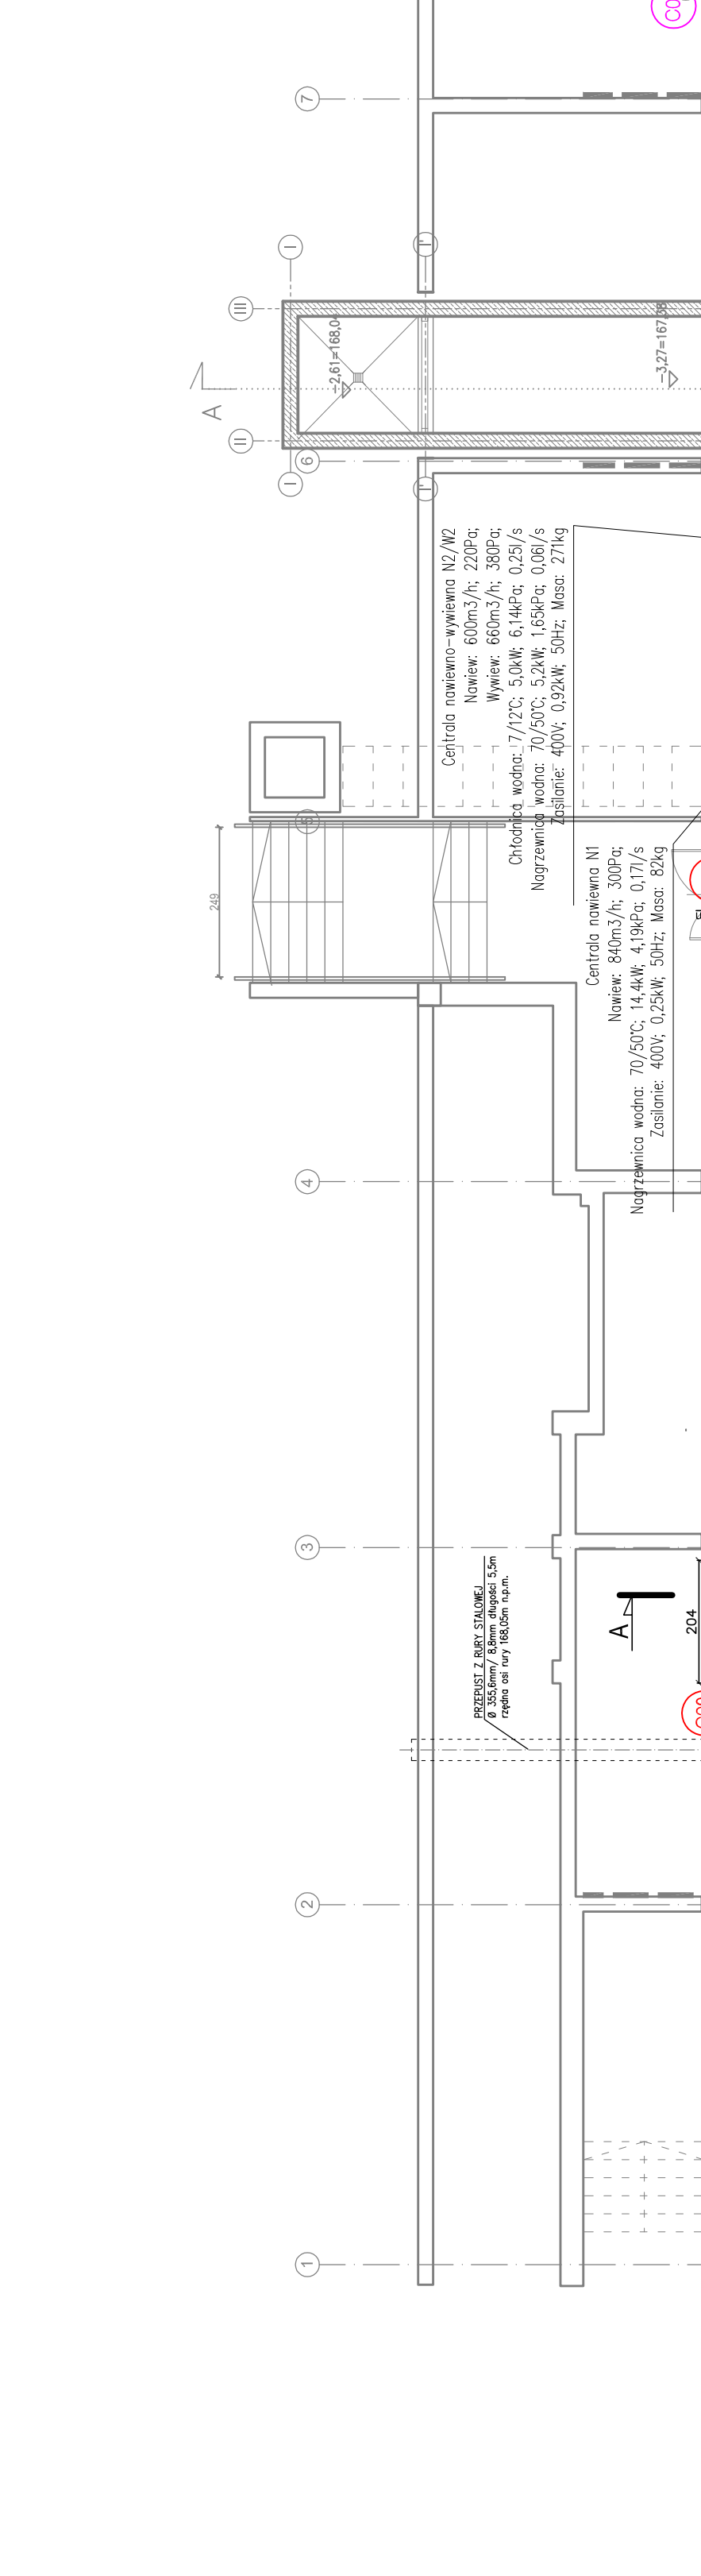 C0
7
I
I'
III
-2,61=168,04
-3,27=167,38
A
II
6
I
I'
Centrala nawiewno-wywiewna N2/W2
Nawiew: 600m3/h; 220Pa;
Wywiew: 660m3/h; 380Pa;
Chłodnica wodna: 7/12°C; 5,0kW; 6,14kPa; 0,25l/s
Nagrzewnica wodna: 70/50°C; 5,2kW; 1,65kPa; 0,06l/s
Zasilanie: 400V; 0,92kW; 50Hz; Masa: 271kg
5
249
Centrala nawiewna N1
Nawiew: 840m3/h; 300Pa;
Nagrzewnica wodna: 70/50°C; 14,4kW; 4,19kPa; 0,17l/s
Zasilanie: 400V; 0,25kW; 50Hz; Masa: 82kg
4
3
PRZEPUST Z RURY STALOWEJ
Ø 355,6mm/ 8,8mm długości 5,5m
rzędna osi rury 168,05m n.p.m.
A
204
2
1